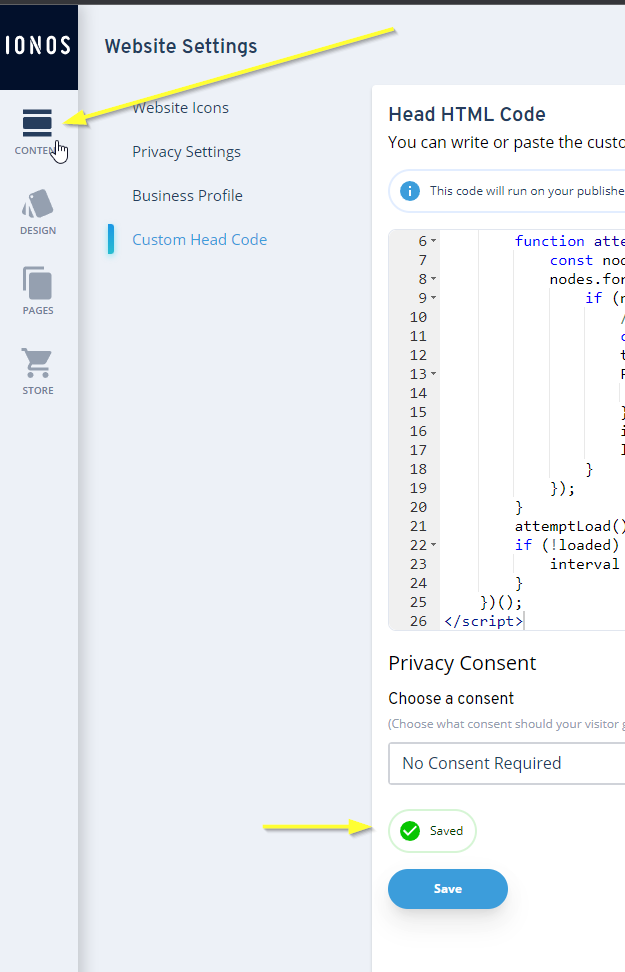 IONOS
CONTEN
DESIGN
PAGES
STORE
Website Settings
Website Icons
Privacy Settings
Business Profile
Custom Head Code
Head HTML Code
You can write or paste the custo
This code will run on your publishe
6 function atte
7 const nod
8 nodes.for
9 if (
10 /
11
12 t
13
14
15 }
16 i
17
18 }
19 });
20 }
21 attemptLoad()
22 if (!loaded)
23 interval
24 }
25 })();
26 </script>
Privacy Consent
Choose a consent
(Choose what consent should your visitor g
No Consent Required
Saved
Save